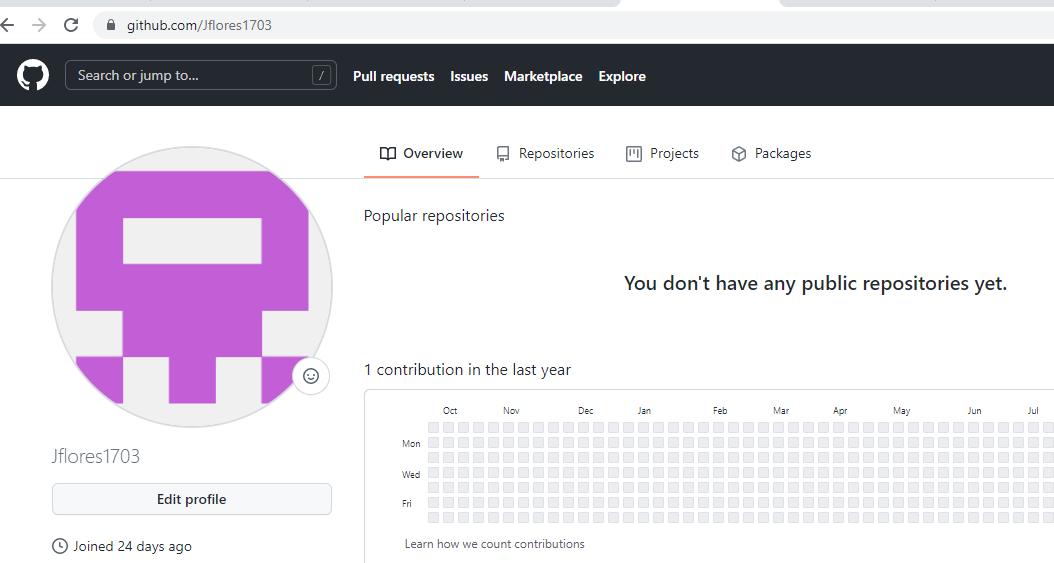 github.com/Jflores1703
Search or jump to... / Pull requests Issues Marketplace Explore
Overview Repositories Projects Packages
Popular repositories
You don't have any public repositories yet.
1 contribution in the last year
Oct Nov Dec Jan Feb Mar Apr May Jun Jul
Mon
Wed
Fri
Learn how we count contributions
Jflores1703
Edit profile
Joined 24 days ago